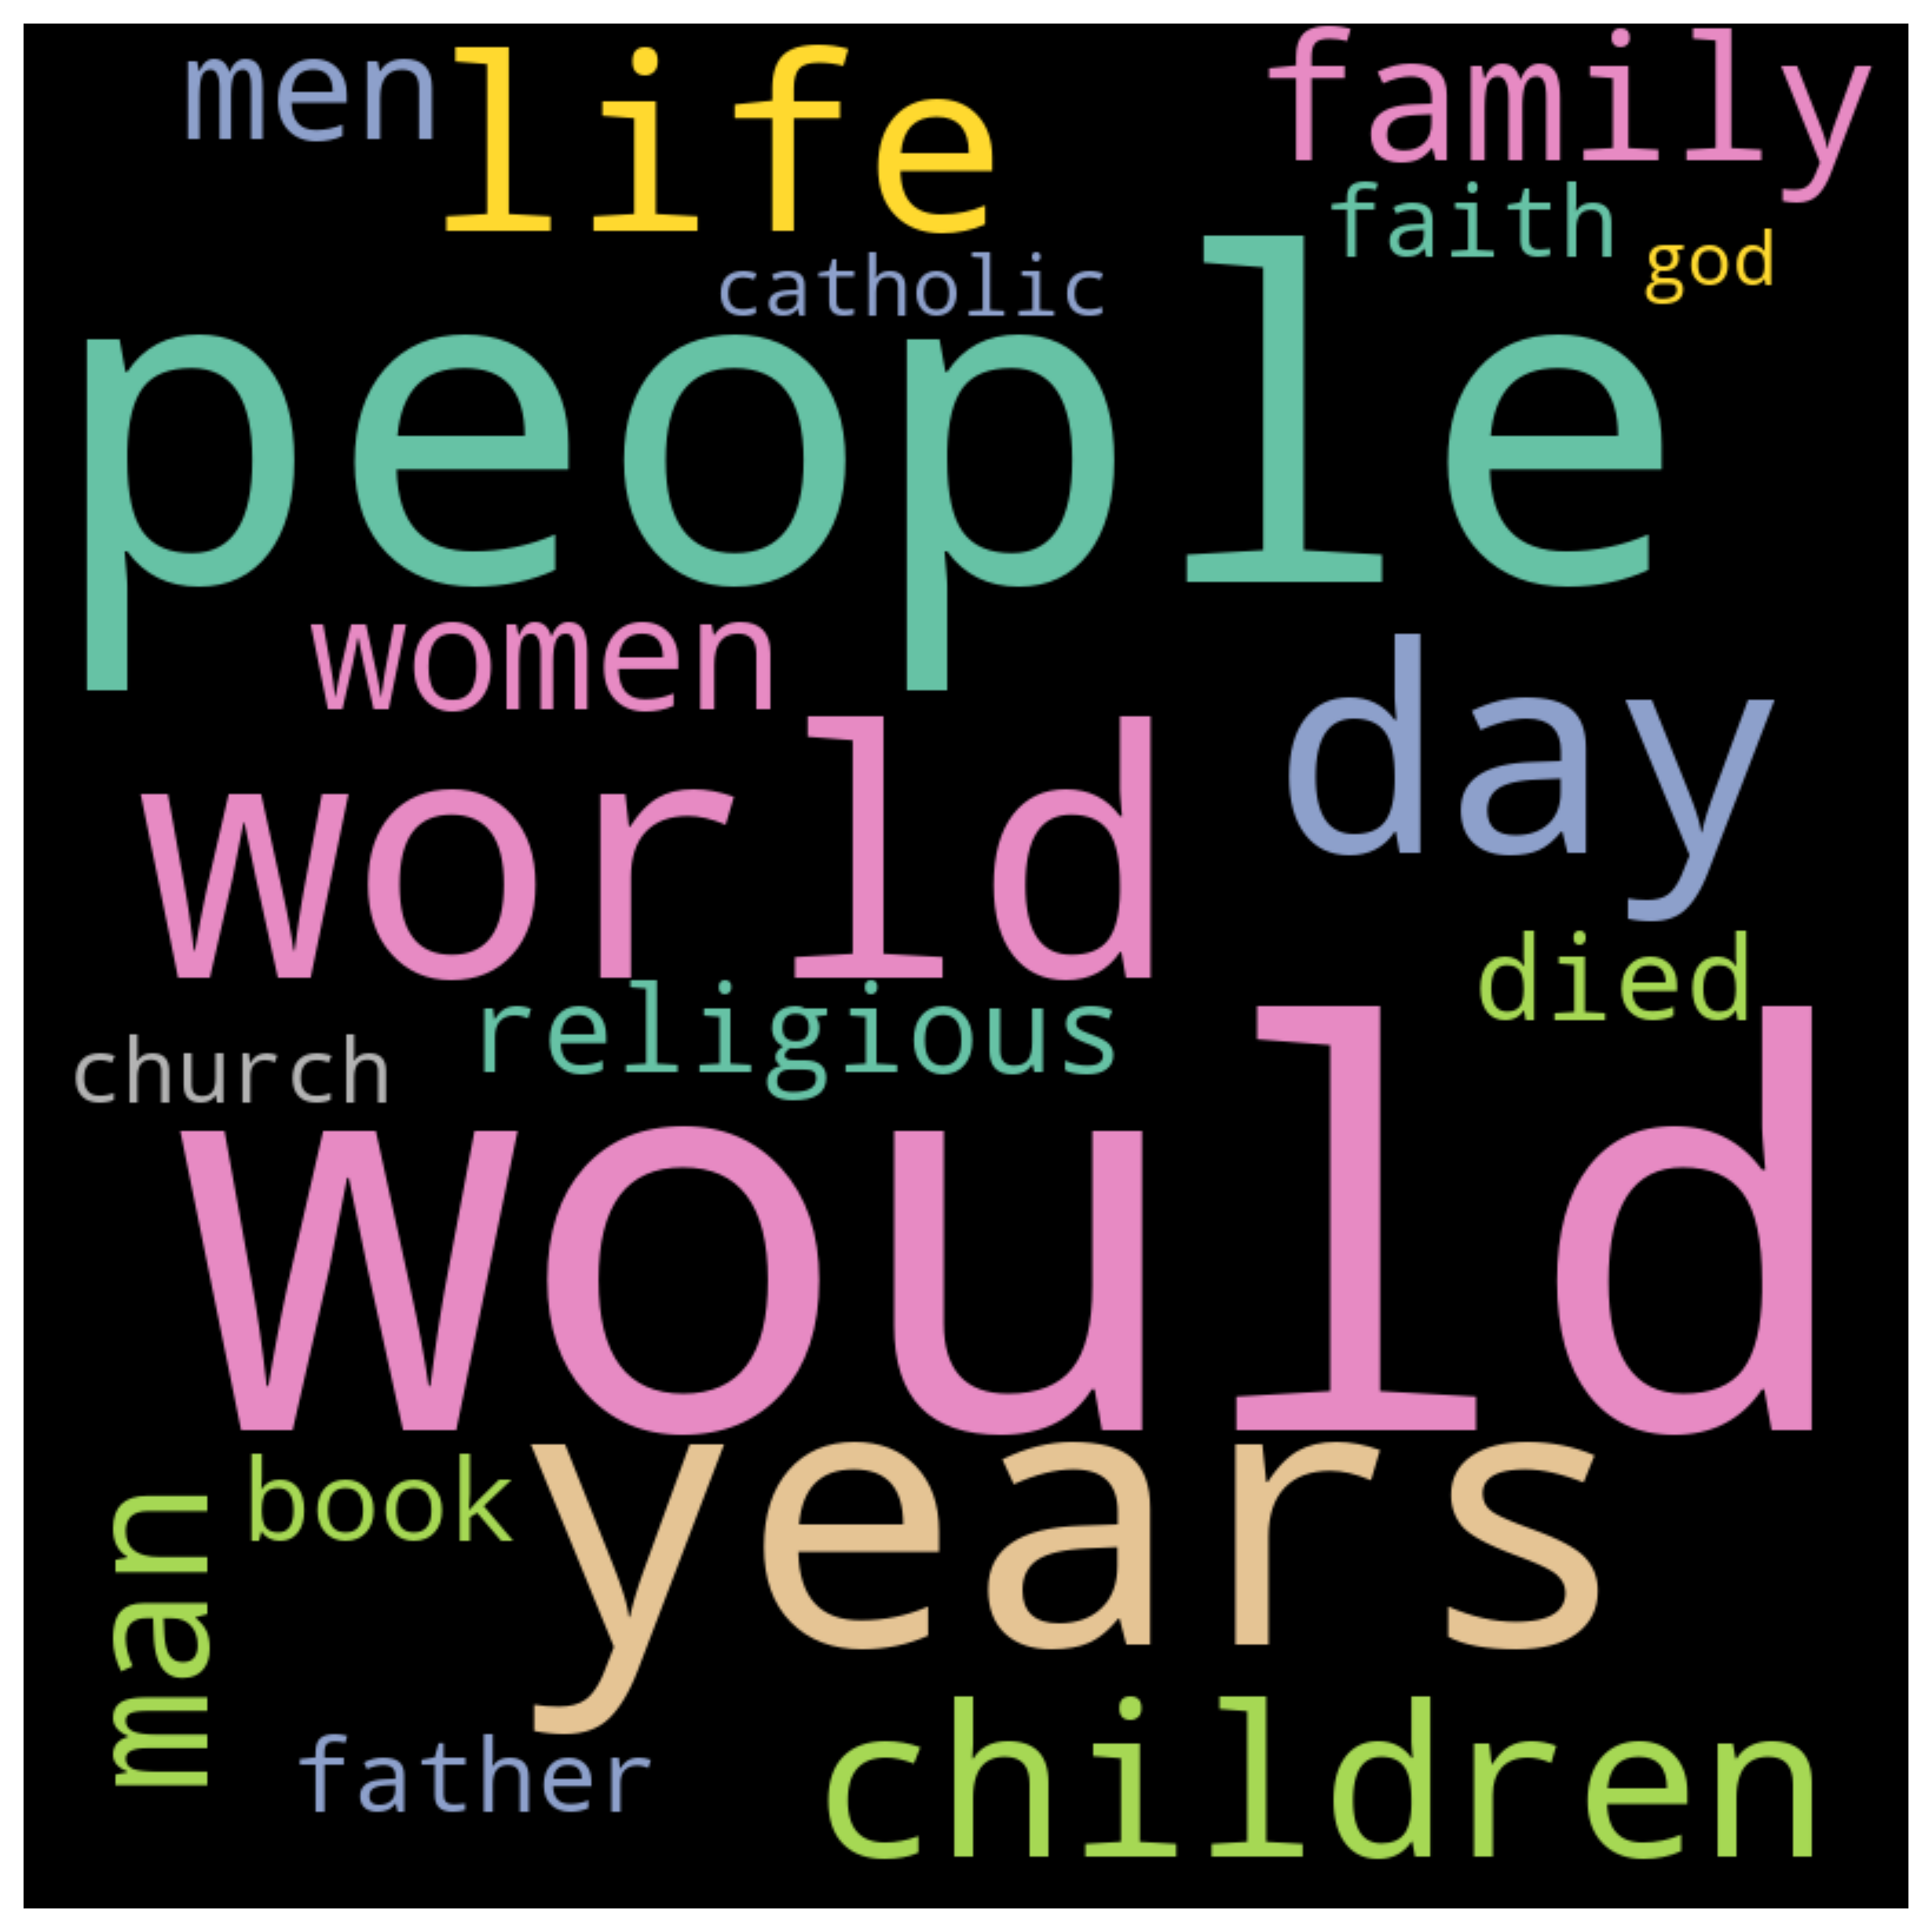 men
life
family
faith
god
catholic
people
women
day
world
died
religious
church
would
book
years
man
father
children